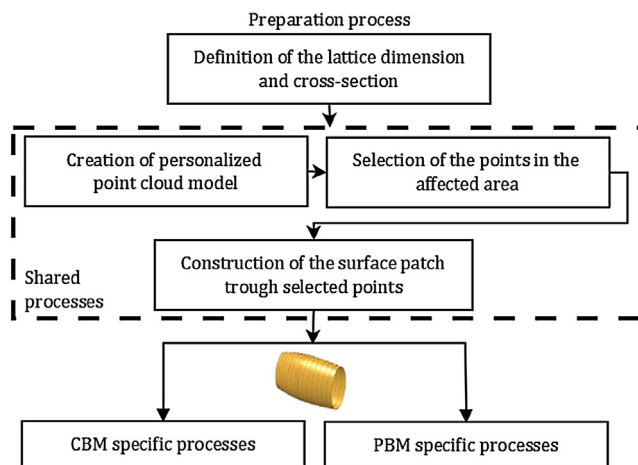 Preparation process
Definition of the lattice dimension
and cross-section
Creation of personalized
point cloud model
Selection of the points in the
affected area
Construction of the surface patch
trough selected points
Shared
processes
CBM specific processes
PBM specific processes